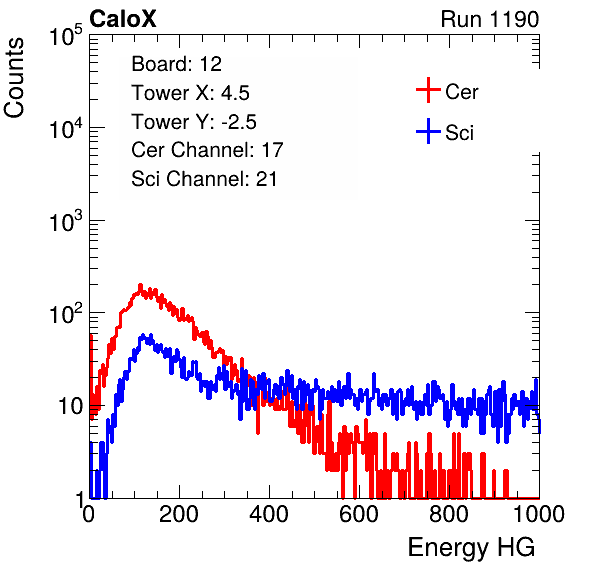 CaloX Run 1190
Counts
10^5
10^4
10^3
10^2
10
1
Board: 12
Tower X: 4.5
Tower Y: -2.5
Cer Channel: 17
Sci Channel: 21
Cer
Sci
0 200 400 600 800 1000
Energy HG